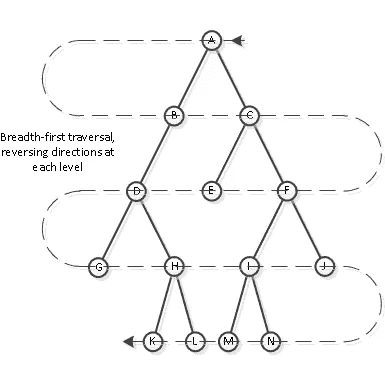 A
B
C
Breadth-first traversal,
reversing directions at
each level
D
E
F
G
H
I
J
K
L
M
N